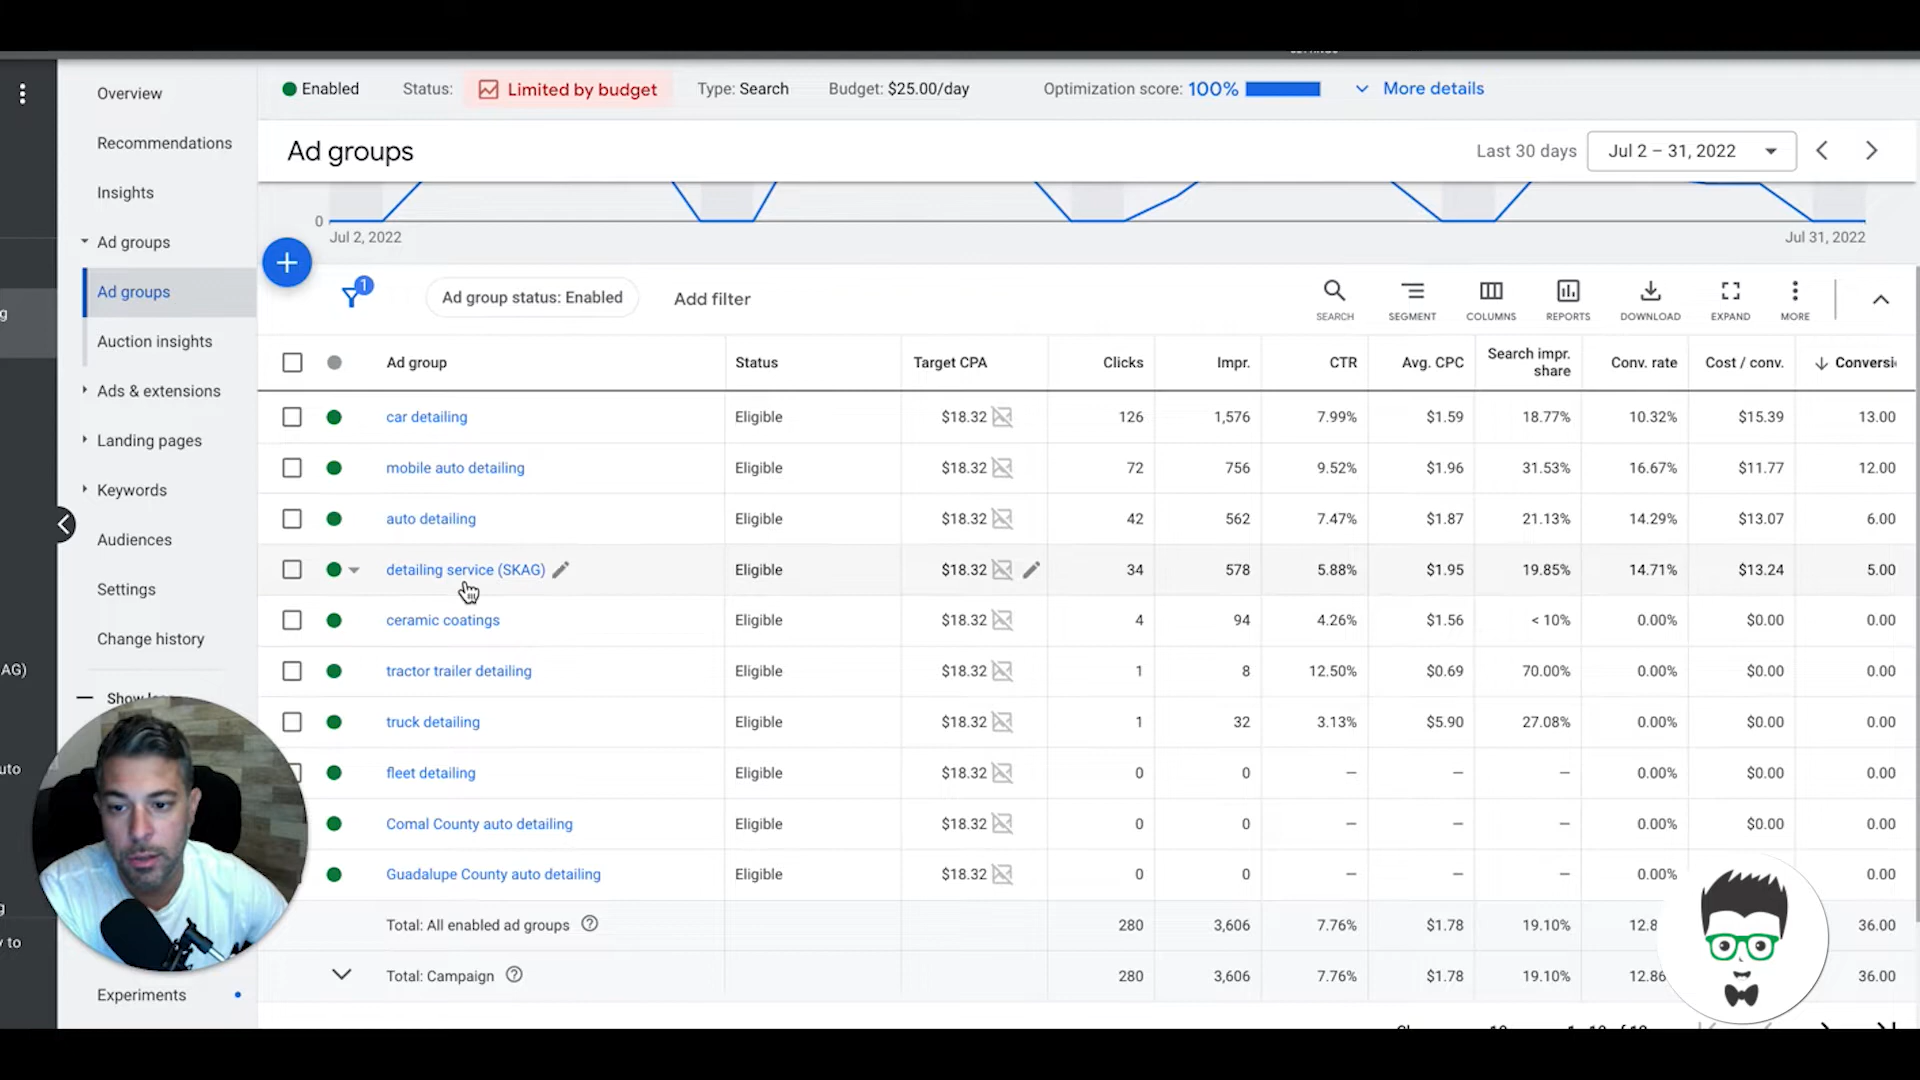 Overview
Recommendations
Insights
Ad groups
Ad groups
Auction insights
Ads & extensions
Landing pages
Keywords
Audiences
Settings
Change history
AG)
uto
y to
Experiments
Enabled Status: Limited by budget Type: Search Budget: $25.00/day Optimization score: 100% More details
Ad groups Last 30 days Jul 2 – 31, 2022
0
Jul 2, 2022 Jul 31, 2022
1 Ad group status: Enabled Add filter SEARCH SEGMENT COLUMNS REPORTS DOWNLOAD EXPAND MORE
Ad group Status Target CPA Clicks Impr. CTR Avg. CPC Search impr. share Conv. rate Cost / conv. Conversi
car detailing Eligible $18.32 126 1,576 7.99% $1.59 18.77% 10.32% $15.39 13.00
mobile auto detailing Eligible $18.32 72 756 9.52% $1.96 31.53% 16.67% $11.77 12.00
auto detailing Eligible $18.32 42 562 7.47% $1.87 21.13% 14.29% $13.07 6.00
detailing service (SKAG) Eligible $18.32 34 578 5.88% $1.95 19.85% 14.71% $13.24 5.00
ceramic coatings Eligible $18.32 4 94 4.26% $1.56 < 10% 0.00% $0.00 0.00
tractor trailer detailing Eligible $18.32 1 8 12.50% $0.69 70.00% 0.00% $0.00 0.00
truck detailing Eligible $18.32 1 32 3.13% $5.90 27.08% 0.00% $0.00 0.00
fleet detailing Eligible $18.32 0 0 – – – 0.00% $0.00 0.00
Comal County auto detailing Eligible $18.32 0 0 – – – 0.00% $0.00 0.00
Guadalupe County auto detailing Eligible $18.32 0 0 – – – 0.00% $0.00 0.00
Total: All enabled ad groups 280 3,606 7.76% $1.78 19.10% 12.8 36.00
Total: Campaign 280 3,606 7.76% $1.78 19.10% 12.86 36.00